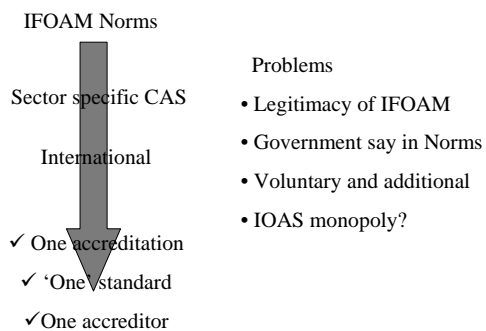 IFOAM Norms
Sector specific CAS
International
✓ One accreditation
✓ ‘One’ standard
✓One accreditor
Problems
• Legitimacy of IFOAM
• Government say in Norms
• Voluntary and additional
• IOAS monopoly?